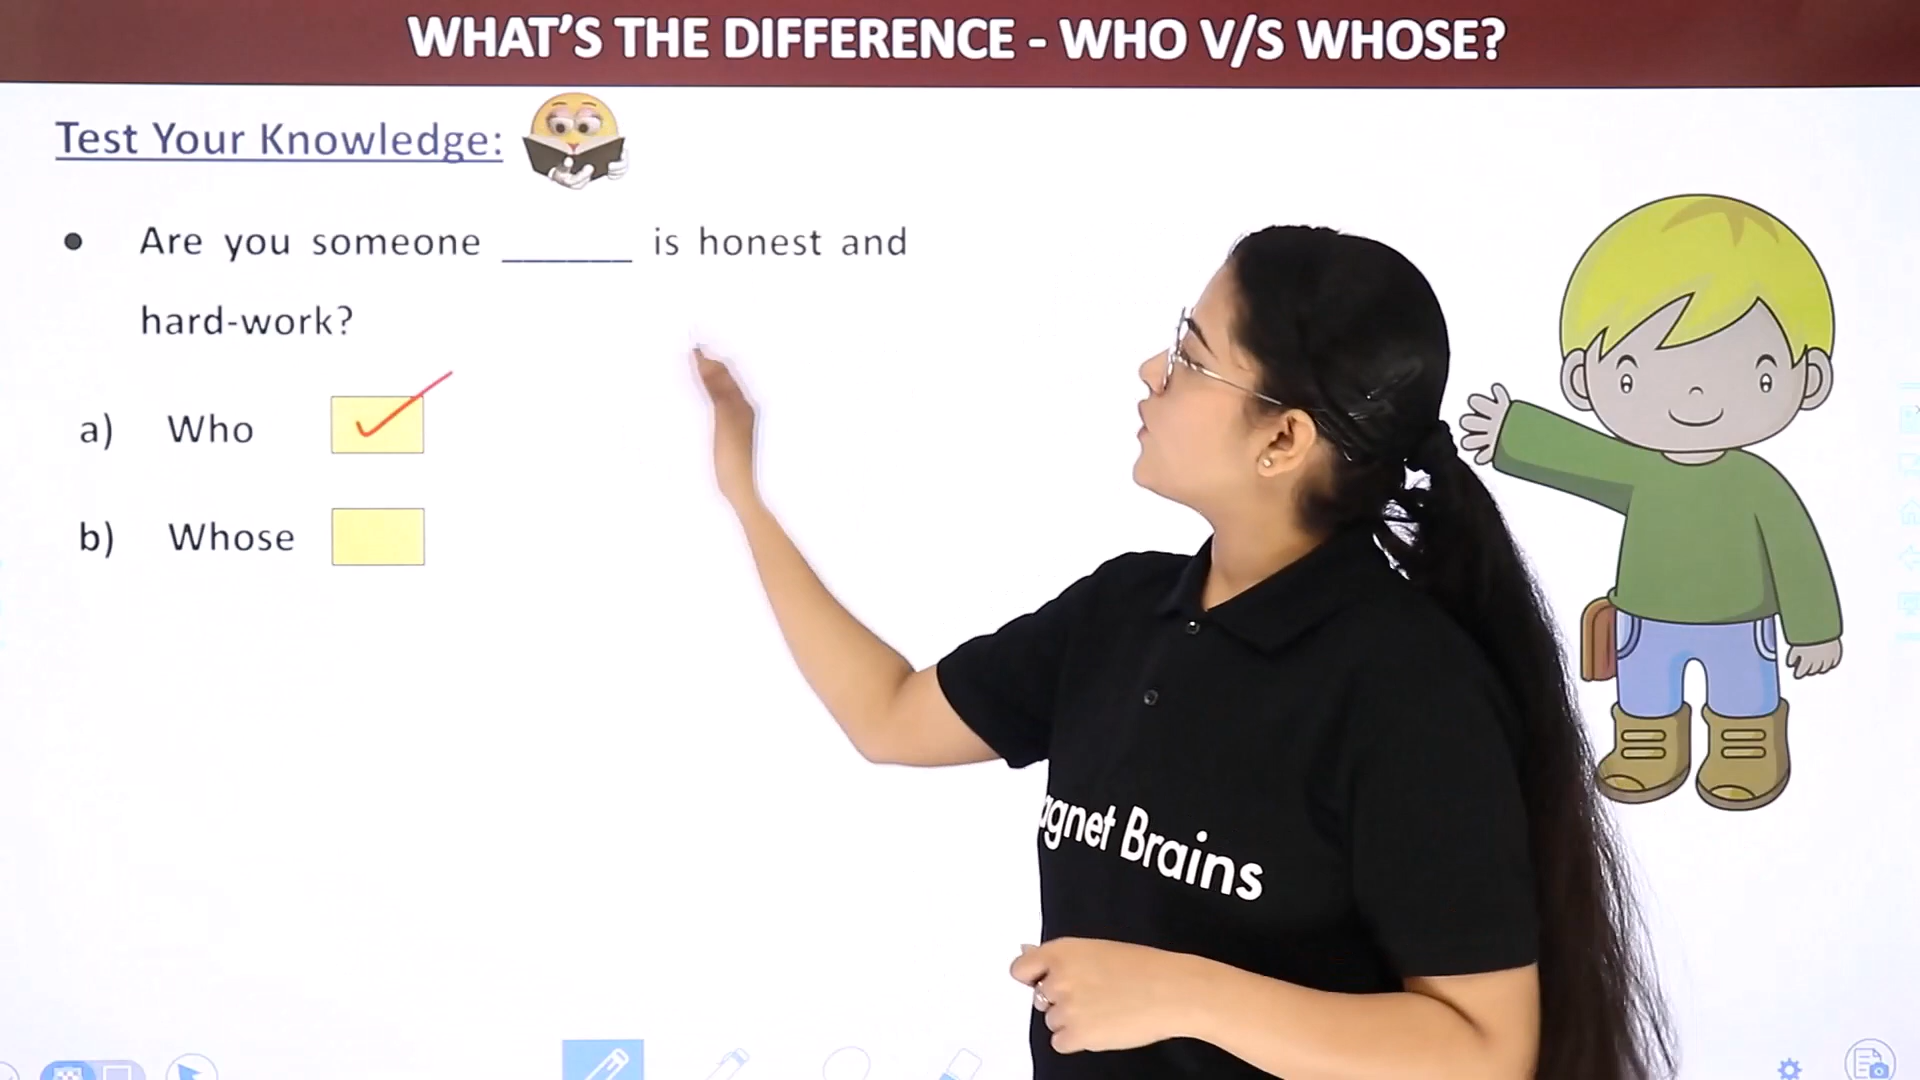 WHAT'S THE DIFFERENCE - WHO V/S WHOSE?
Test Your Knowledge:
Are you someone ______ is honest and
hard-work?
a) Who
b) Whose
agnet Brains